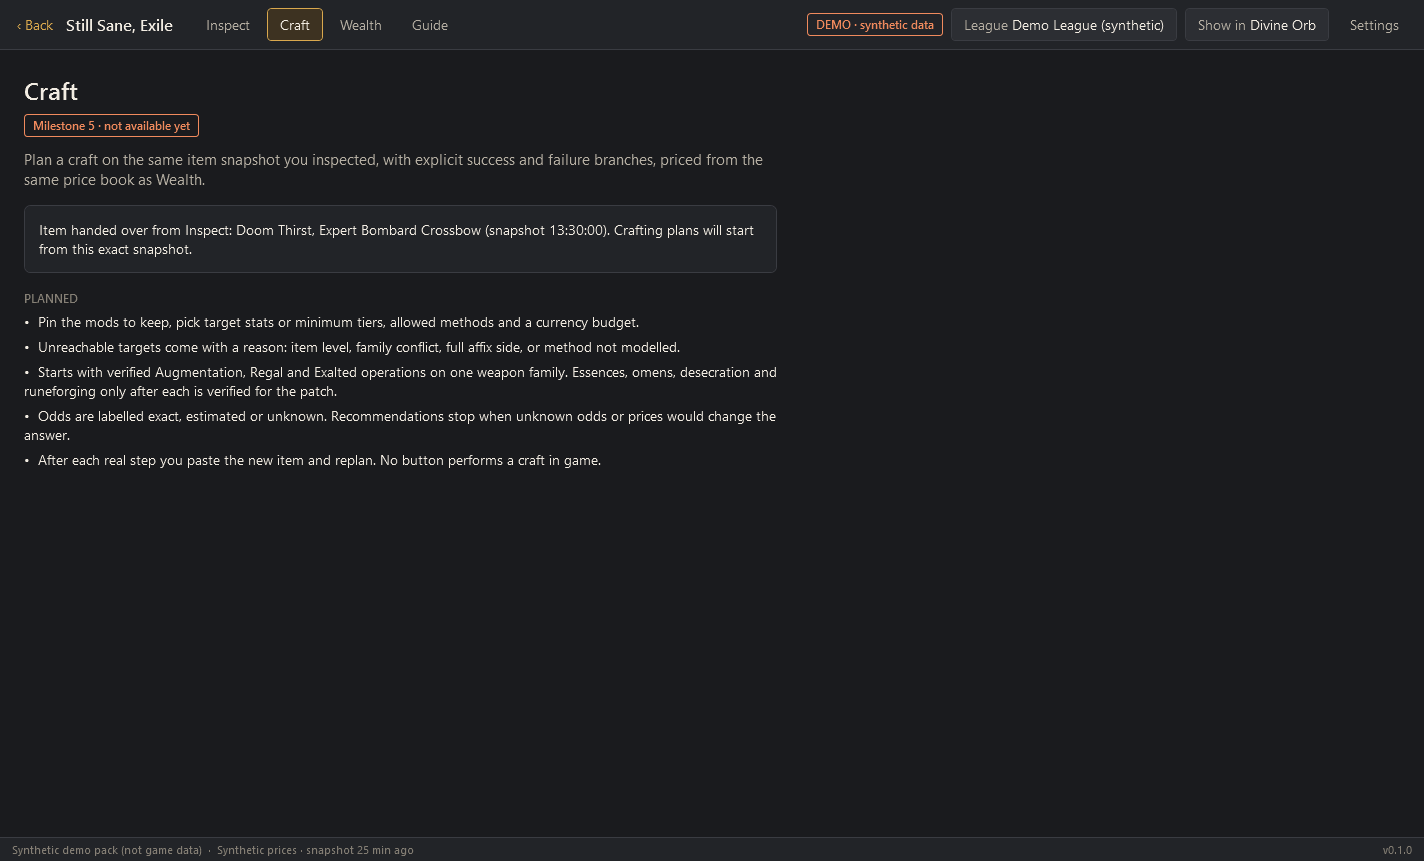 ‹ Back Still Sane, Exile Inspect Craft Wealth Guide DEMO · synthetic data League Demo League (synthetic) Show in Divine Orb Settings
Craft
Milestone 5 · not available yet
Plan a craft on the same item snapshot you inspected, with explicit success and failure branches, priced from the
same price book as Wealth.
Item handed over from Inspect: Doom Thirst, Expert Bombard Crossbow (snapshot 13:30:00). Crafting plans will start
from this exact snapshot.
PLANNED
• Pin the mods to keep, pick target stats or minimum tiers, allowed methods and a currency budget.
• Unreachable targets come with a reason: item level, family conflict, full affix side, or method not modelled.
• Starts with verified Augmentation, Regal and Exalted operations on one weapon family. Essences, omens, desecration and
runeforging only after each is verified for the patch.
• Odds are labelled exact, estimated or unknown. Recommendations stop when unknown odds or prices would change the
answer.
• After each real step you paste the new item and replan. No button performs a craft in game.
Synthetic demo pack (not game data) · Synthetic prices · snapshot 25 min ago v0.1.0